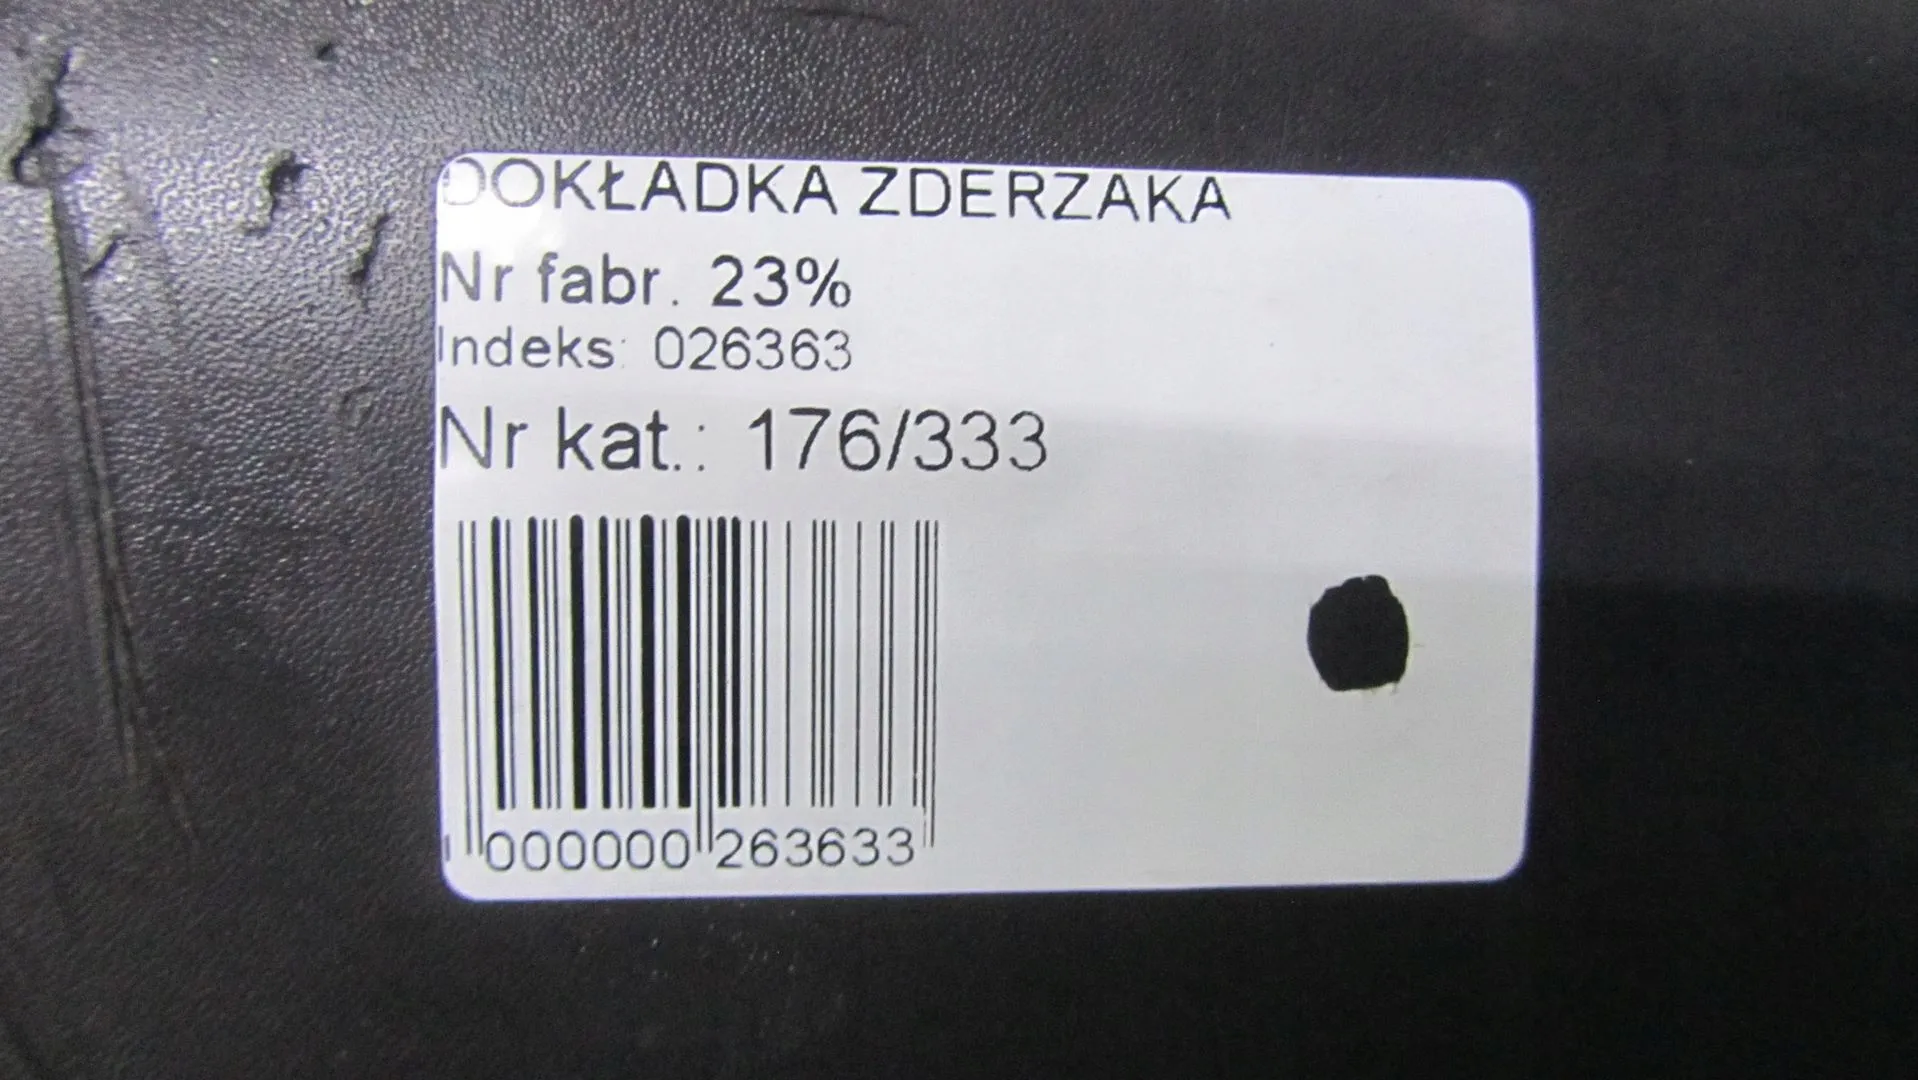 DOKŁADKA ZDERZAKA
Nr fabr. 23%
Indeks: 026363
Nr kat.: 176/333
000000 263633